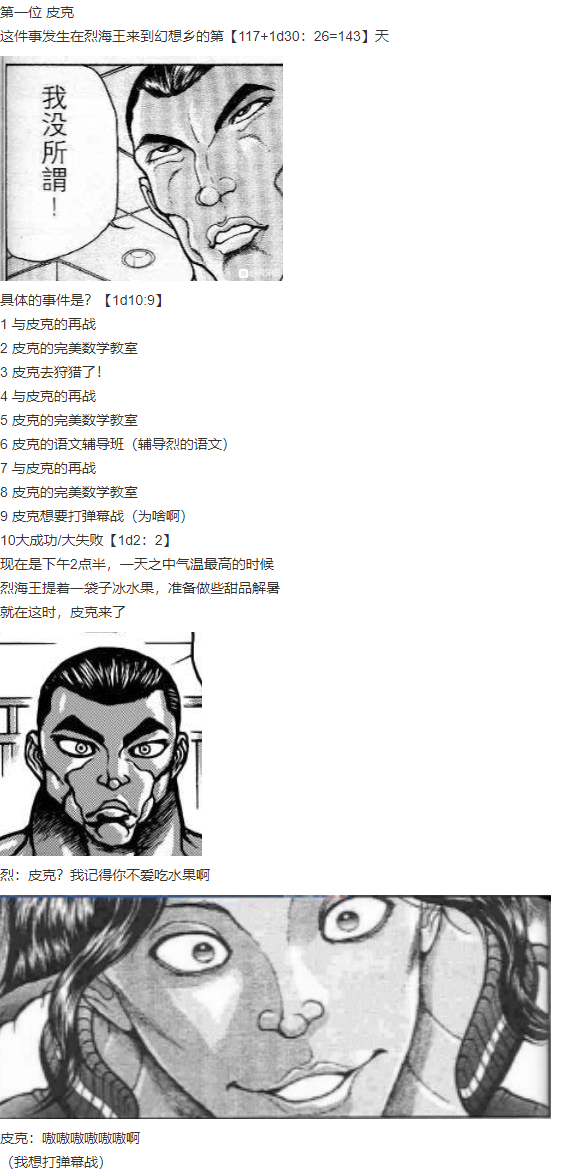 第一位 皮克
这件事发生在烈海王来到幻想乡的第【117+1d30：26=143】天
我没所謂！
具体的事件是？【1d10:9】
1 与皮克的再战
2 皮克的完美数学教室
3 皮克去狩猎了！
4 与皮克的再战
5 皮克的完美数学教室
6 皮克的语文辅导班（辅导烈的语文）
7 与皮克的再战
8 皮克的完美数学教室
9 皮克想要打弹幕战（为啥啊）
10大成功/大失败【1d2：2】
现在是下午2点半，一天之中气温最高的时候
烈海王提着一袋子冰水果，准备做些甜品解暑
就在这时，皮克来了
烈：皮克？我记得你不爱吃水果啊
皮克：嗷嗷嗷嗷嗷嗷啊
（我想打弹幕战）